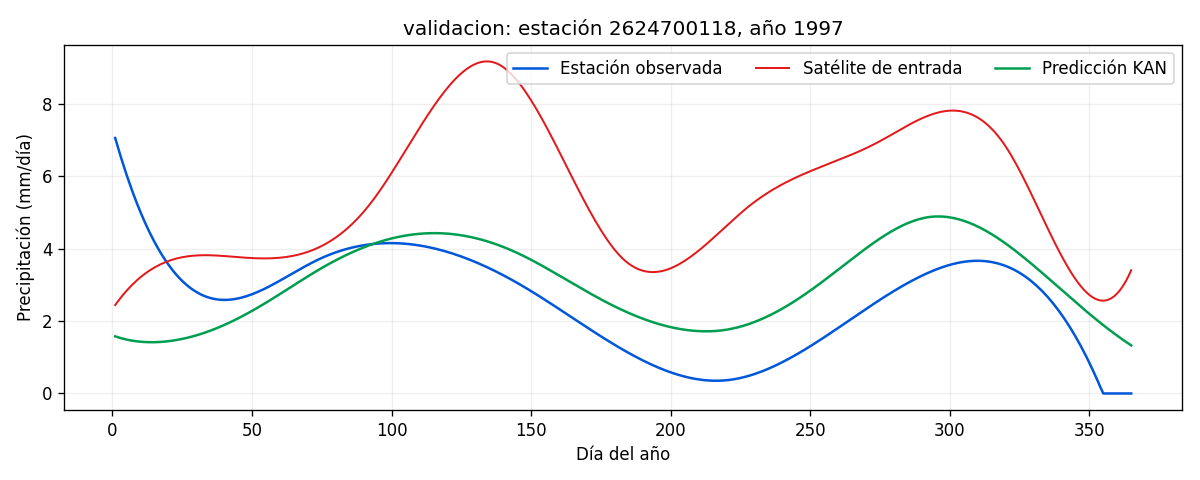 validacion: estación 2624700118, año 1997
Estación observada
Satélite de entrada
Predicción KAN
Precipitación (mm/día)
8
6
4
2
0
0 50 100 150 200 250 300 350
Día del año